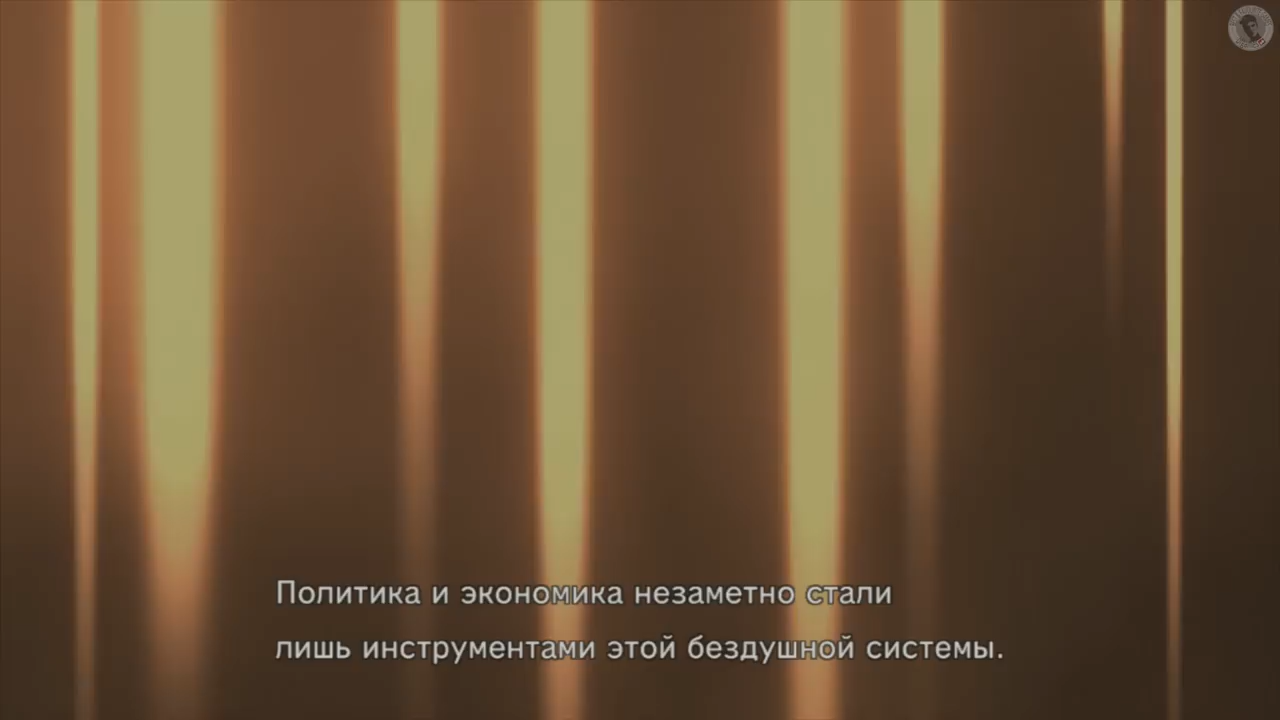 Политика и экономика незаметно стали
лишь инструментами этой бездушной системы.